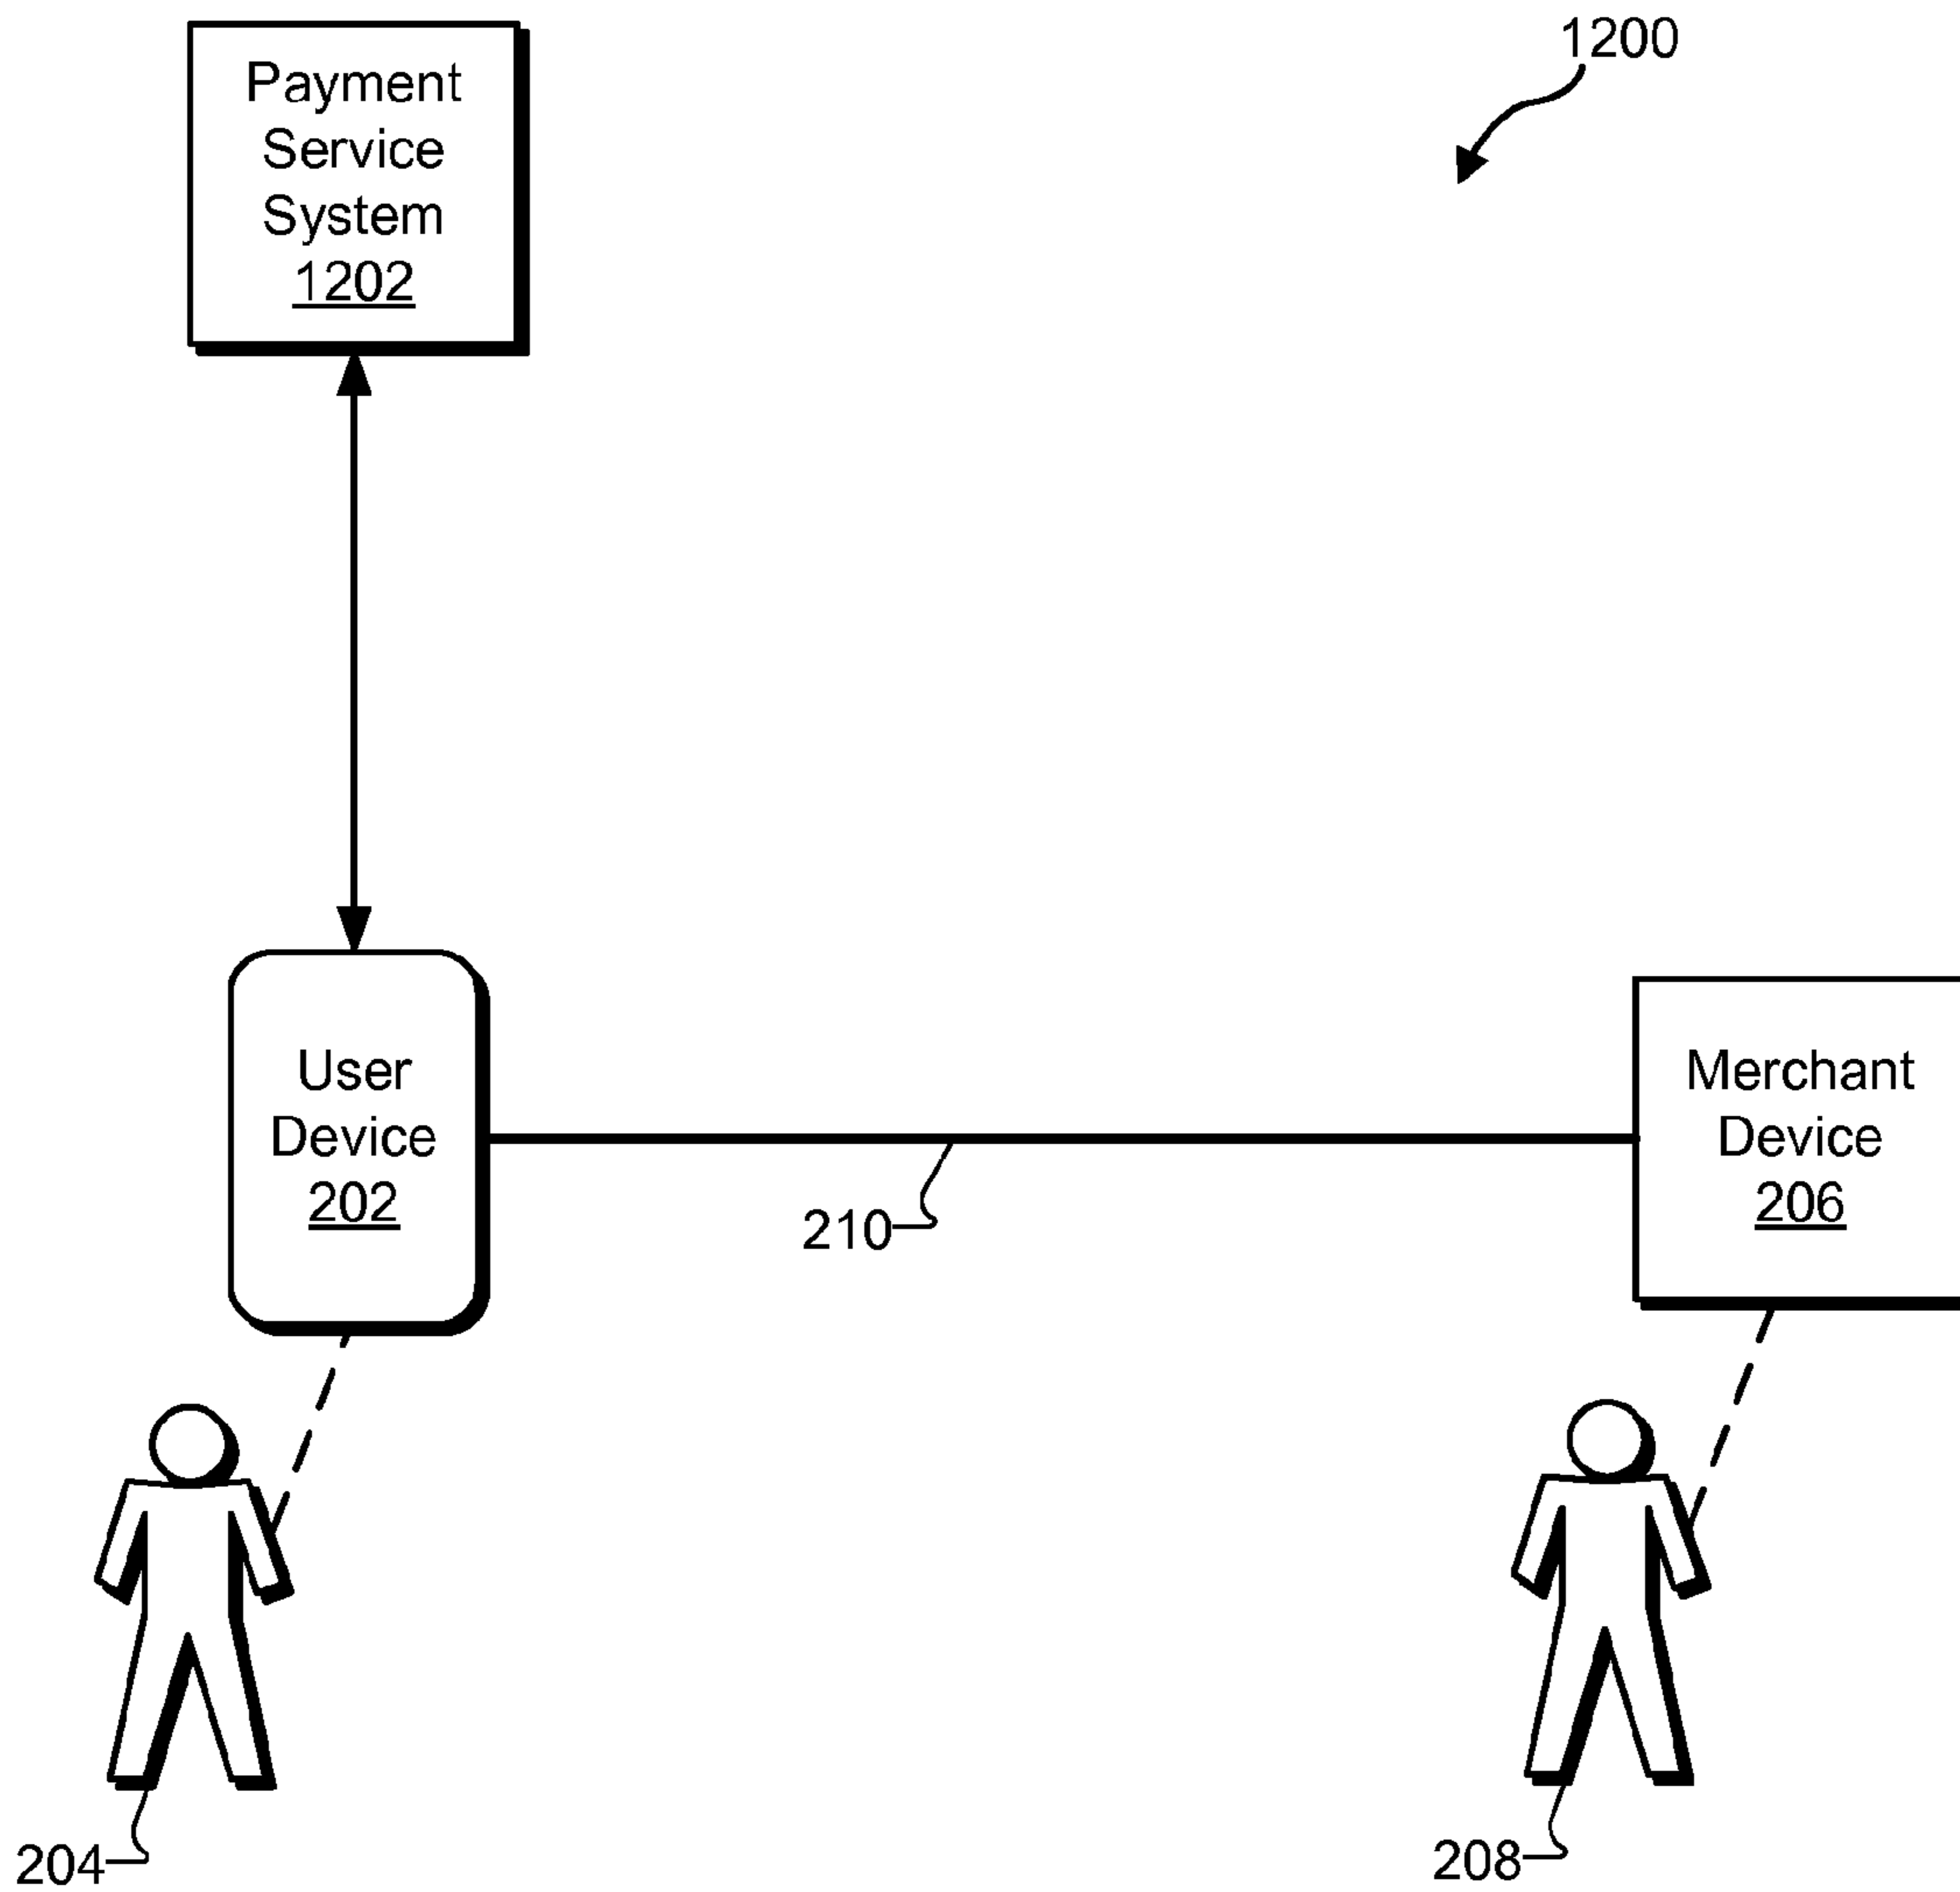 1200
Payment
Service
System
1202
User
Device
202
Merchant
Device
206
210
204
208